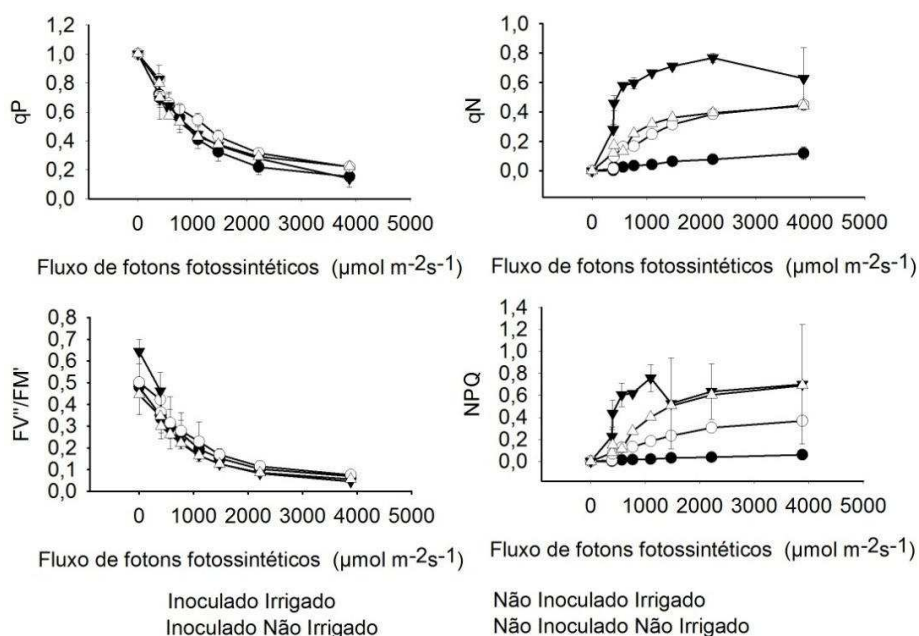 1,2
1,0
0,8
0,6
0,4
0,2
0,0
qP
0 1000 2000 3000 4000 5000
Fluxo de fotons fotossintéticos (µmol m-2s-1)
1,0
0,8
0,6
0,4
0,2
0,0
qN
0 1000 2000 3000 4000 5000
Fluxo de fotons fotossintéticos (µmol m-2s-1)
0,8
0,7
0,6
0,5
0,4
0,3
0,2
0,1
0,0
FV"/FM'
0 1000 2000 3000 4000 5000
Fluxo de fotons fotossintéticos (µmol m-2s-1)
1,4
1,2
1,0
0,8
0,6
0,4
0,2
0,0
NPQ
0 1000 2000 3000 4000 5000
Fluxo de fotons fotossintéticos (µmol m-2s-1)
Inoculado Irrigado
Inoculado Não Irrigado
Não Inoculado Irrigado
Não Inoculado Não Irrigado